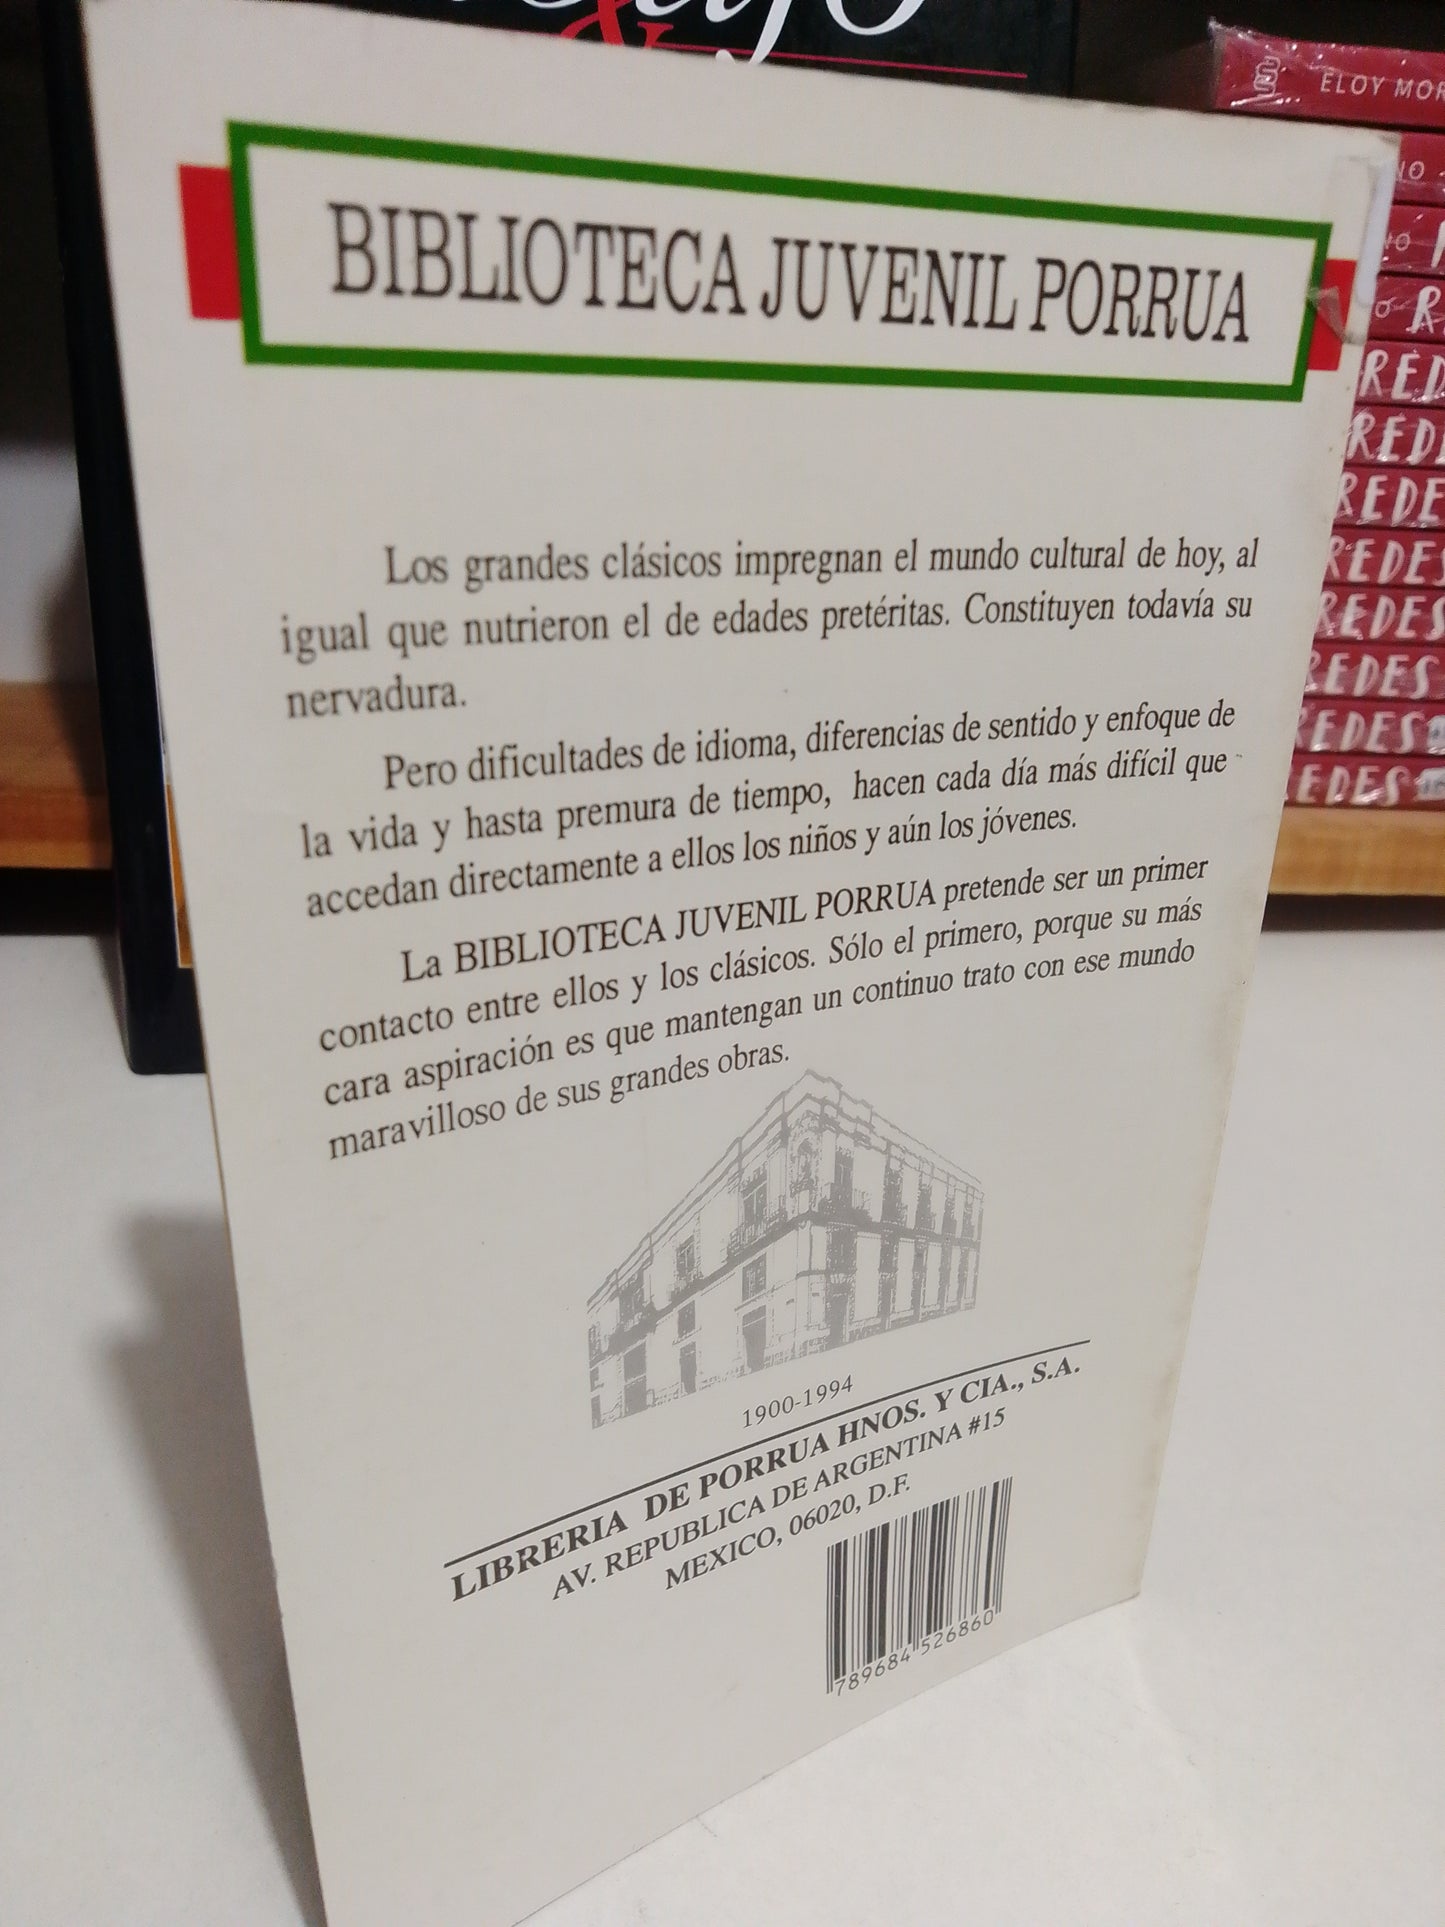 &
ELOY MOR
BIBLIOTECA JUVENIL PORRUA
Los grandes clásicos impregnan el mundo cultural de hoy, al
igual que nutrieron el de edades pretéritas. Constituyen todavía su
nervadura.
Pero dificultades de idioma, diferencias de sentido y enfoque de
la vida y hasta premura de tiempo, hacen cada día más difícil que
accedan directamente a ellos los niños y aún los jóvenes.
La BIBLIOTECA JUVENIL PORRUA pretende ser un primer
contacto entre ellos y los clásicos. Sólo el primero, porque su más
cara aspiración es que mantengan un continuo trato con ese mundo
maravilloso de sus grandes obras.
1900-1994
LIBRERIA DE PORRUA HNOS. Y CIA., S.A.
AV. REPUBLICA DE ARGENTINA #15
MEXICO, 06020, D.F.
789684 526860
RED
REDE
REDE
REDES
REDES
REDES
REDES
REDES